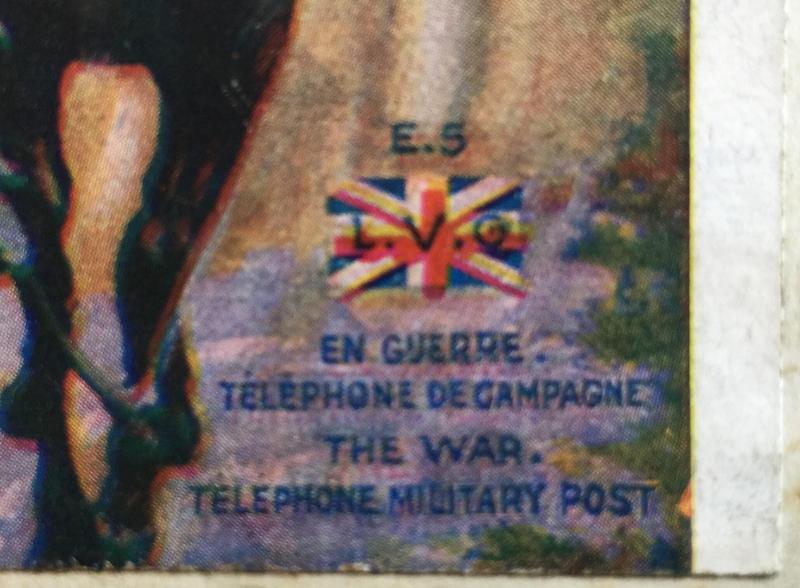 E.5
L.V.C
EN GUERRE.
TÉLÉPHONE DE CAMPAGNE
THE WAR.
TELEPHONE MILITARY POST